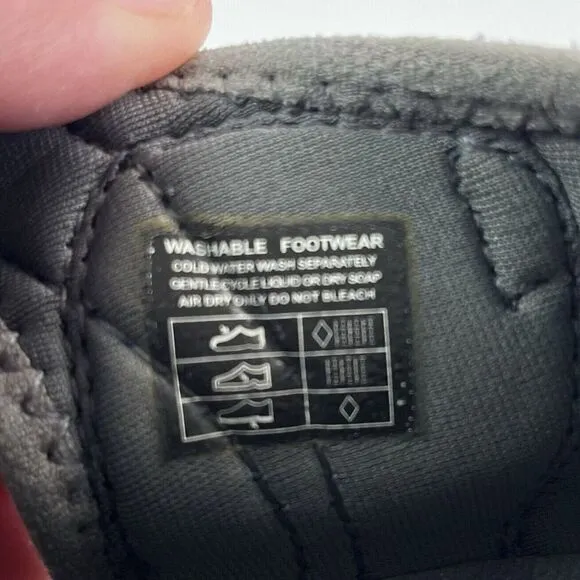 WASHABLE FOOTWEAR
COLD WATER WASH SEPARATELY
GENTLE CYCLE LIQUID OR DRY SOAP
AIR DRY ONLY DO NOT BLEACH